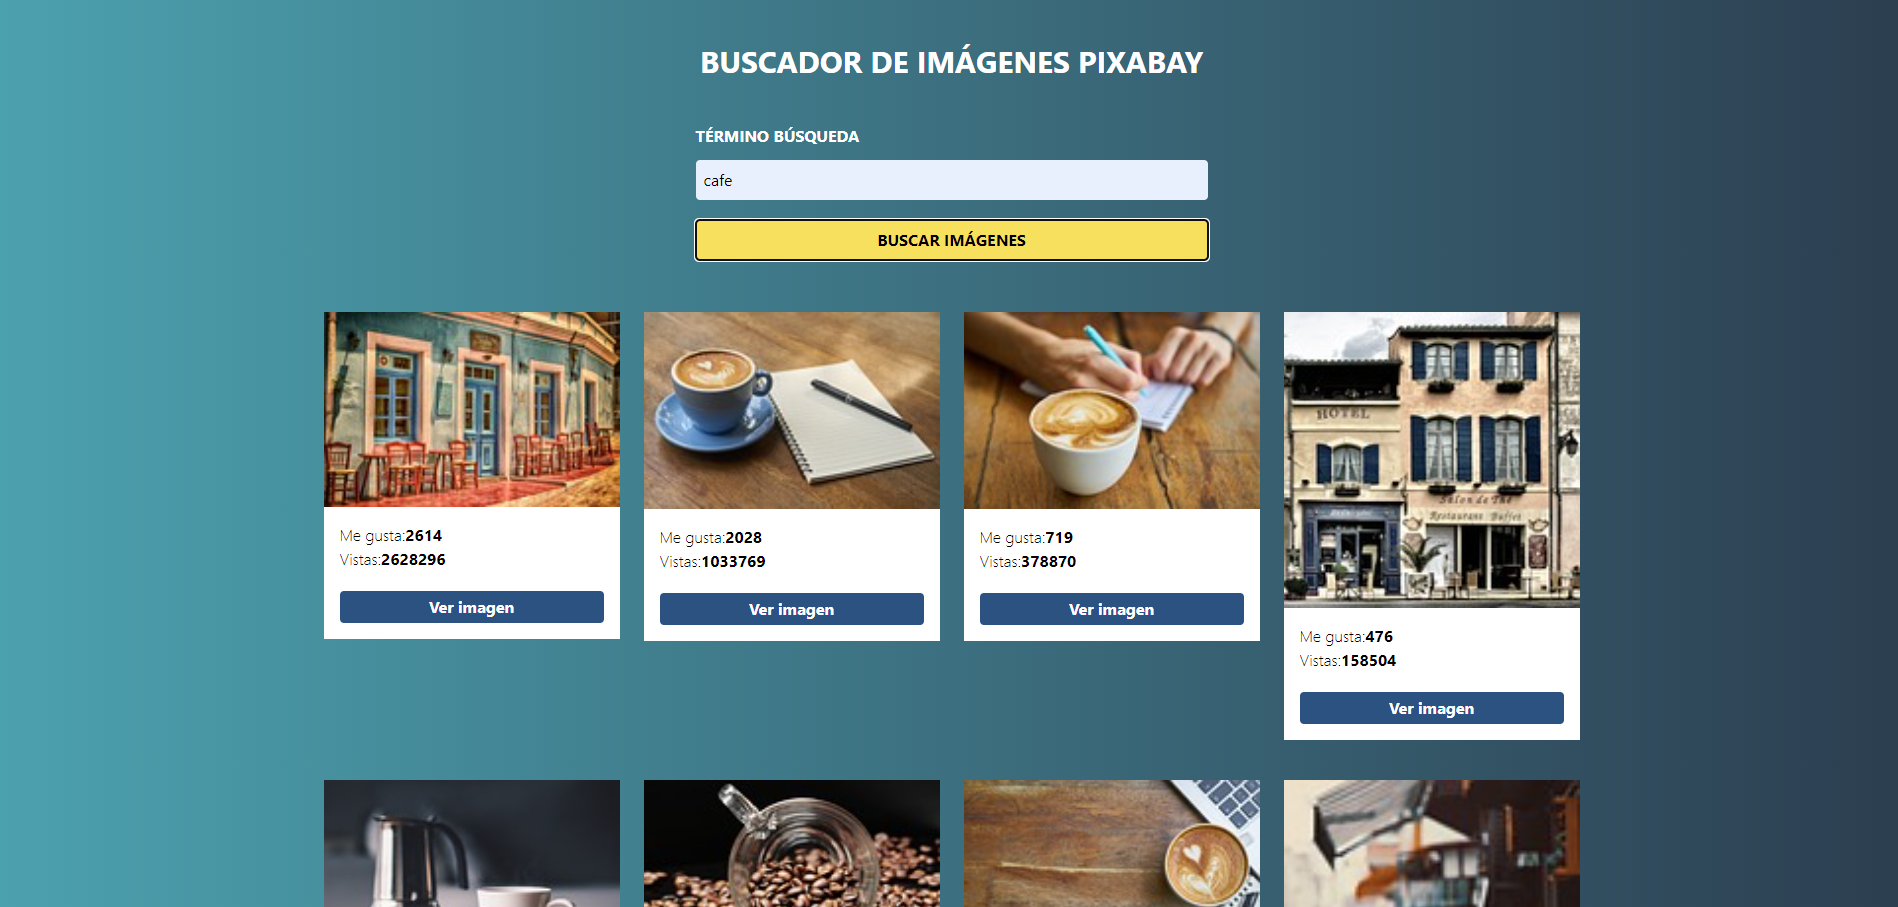 BUSCADOR DE IMÁGENES PIXABAY
TÉRMINO BÚSQUEDA
cafe
BUSCAR IMÁGENES
Me gusta:2614
Vistas:2628296
Ver imagen
Me gusta:2028
Vistas:1033769
Ver imagen
Me gusta:719
Vistas:378870
Ver imagen
HOTEL
Salon de Thé
Restaurant Buffet
Me gusta:476
Vistas:158504
Ver imagen